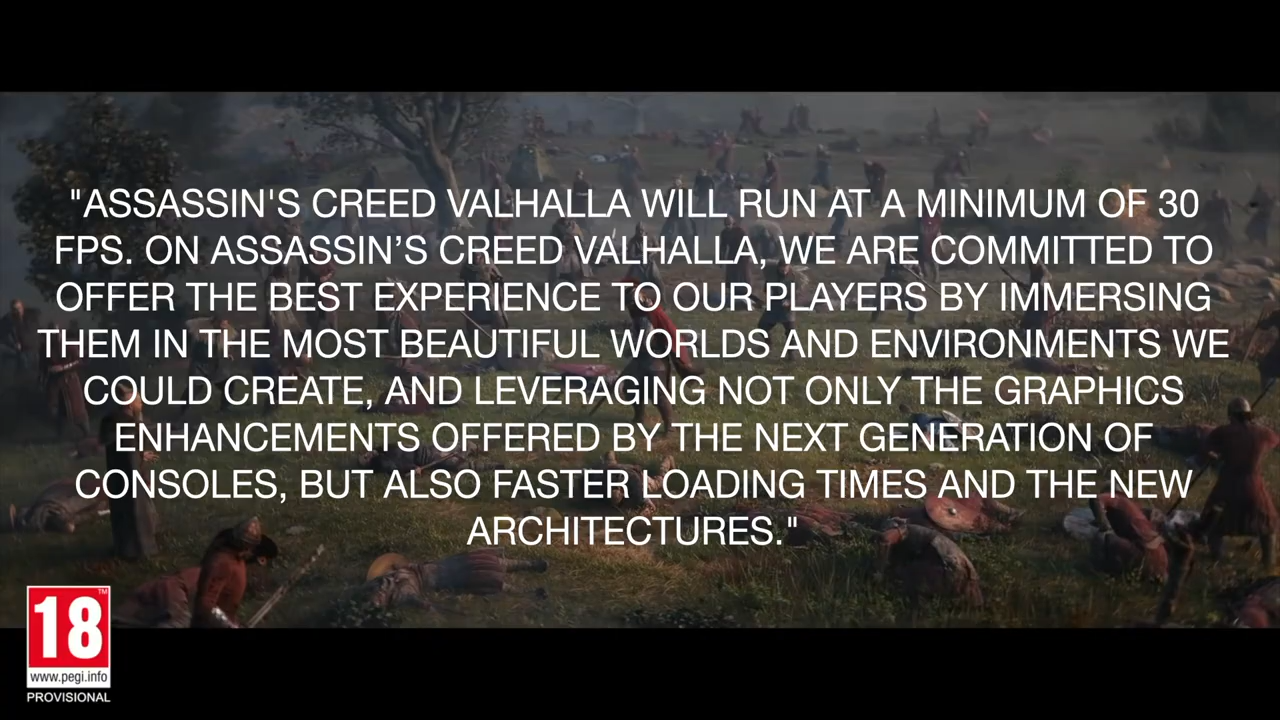 "ASSASSIN'S CREED VALHALLA WILL RUN AT A MINIMUM OF 30
FPS. ON ASSASSIN’S CREED VALHALLA, WE ARE COMMITTED TO
OFFER THE BEST EXPERIENCE TO OUR PLAYERS BY IMMERSING
THEM IN THE MOST BEAUTIFUL WORLDS AND ENVIRONMENTS WE
COULD CREATE, AND LEVERAGING NOT ONLY THE GRAPHICS
ENHANCEMENTS OFFERED BY THE NEXT GENERATION OF
CONSOLES, BUT ALSO FASTER LOADING TIMES AND THE NEW
ARCHITECTURES."
18™
www.pegi.info
PROVISIONAL